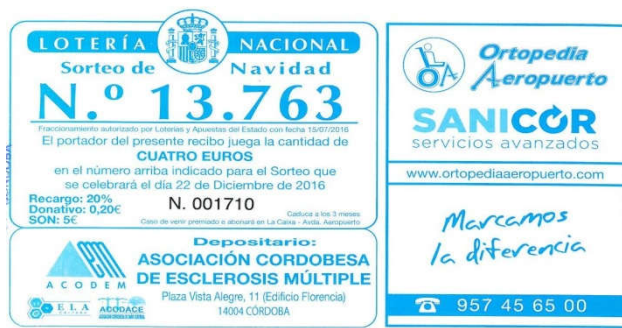 LOTERÍA NACIONAL
Sorteo de Navidad
N.º 13.763
Fraccionamiento autorizado por Loterías y Apuestas del Estado con fecha 15/07/2016
El portador del presente recibo juega la cantidad de
CUATRO EUROS
en el número arriba indicado para el Sorteo que
se celebrará el día 22 de Diciembre de 2016
Recargo: 20%
Donativo: 0,20€
SON: 5€
N. 001710
Caduca a los 3 meses
Caso de venir premiado e abonará en La Caixa - Avda. Aeropuerto
ACODEM
ELA
ACODACE
Depositario:
ASOCIACIÓN CORDOBESA
DE ESCLEROSIS MÚLTIPLE
Plaza Vista Alegre, 11 (Edificio Florencia)
14004 CÓRDOBA
OA
Ortopedia
Aeropuerto
SANICOR
servicios avanzados
www.ortopediaaeropuerto.com
Marcamos
la diferencia
957 45 65 00